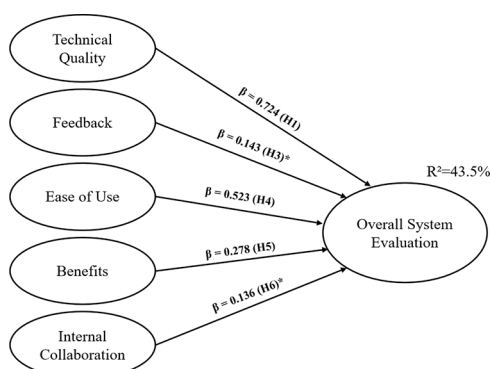 Technical
Quality
β = 0.724 (H1)
Feedback
β = 0.143 (H3)*
R²=43.5%
Ease of Use
β = 0.523 (H4)
Overall System
Evaluation
β = 0.278 (H5)
Benefits
β = 0.136 (H6)*
Internal
Collaboration